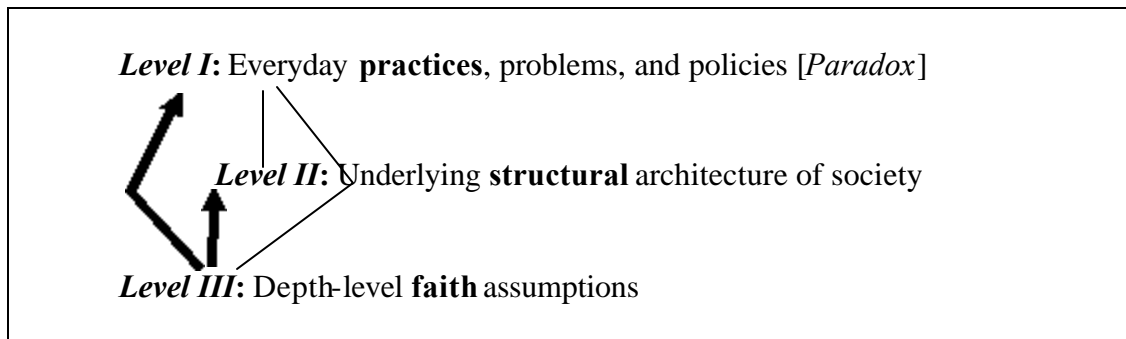 Level I: Everyday practices, problems, and policies [Paradox]
Level II: Underlying structural architecture of society
Level III: Depth-level faith assumptions